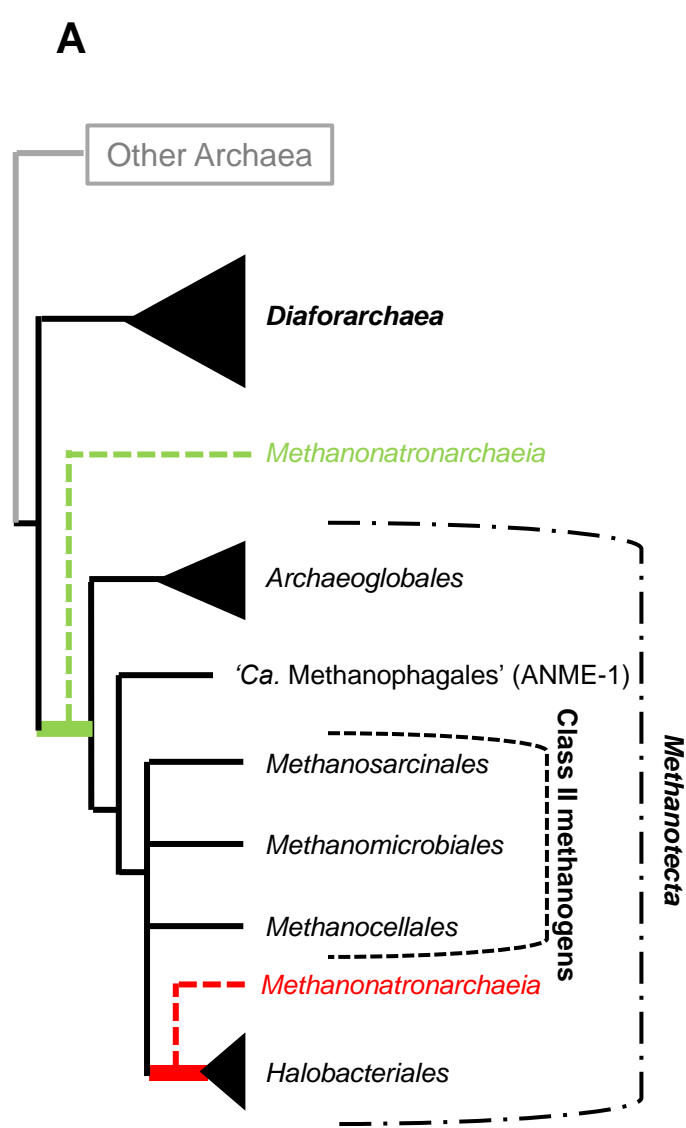 A
Other Archaea
Diaforarchaea
Methanonatronarchaeia
Archaeoglobales
‘Ca. Methanophagales’ (ANME-1)
Methanosarcinales
Methanomicrobiales
Methanocellales
Class II methanogens
Methanotecta
Methanonatronarchaeia
Halobacteriales